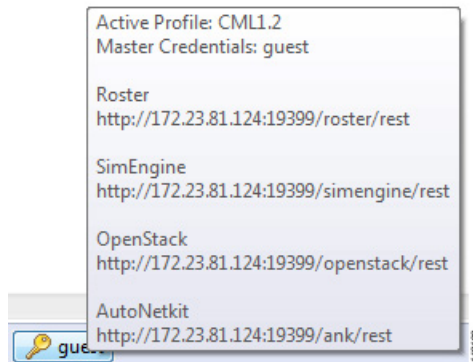 Active Profile: CML1.2
Master Credentials: guest
Roster
http://172.23.81.124:19399/roster/rest
SimEngine
http://172.23.81.124:19399/simengine/rest
OpenStack
http://172.23.81.124:19399/openstack/rest
AutoNetkit
http://172.23.81.124:19399/ank/rest
guest